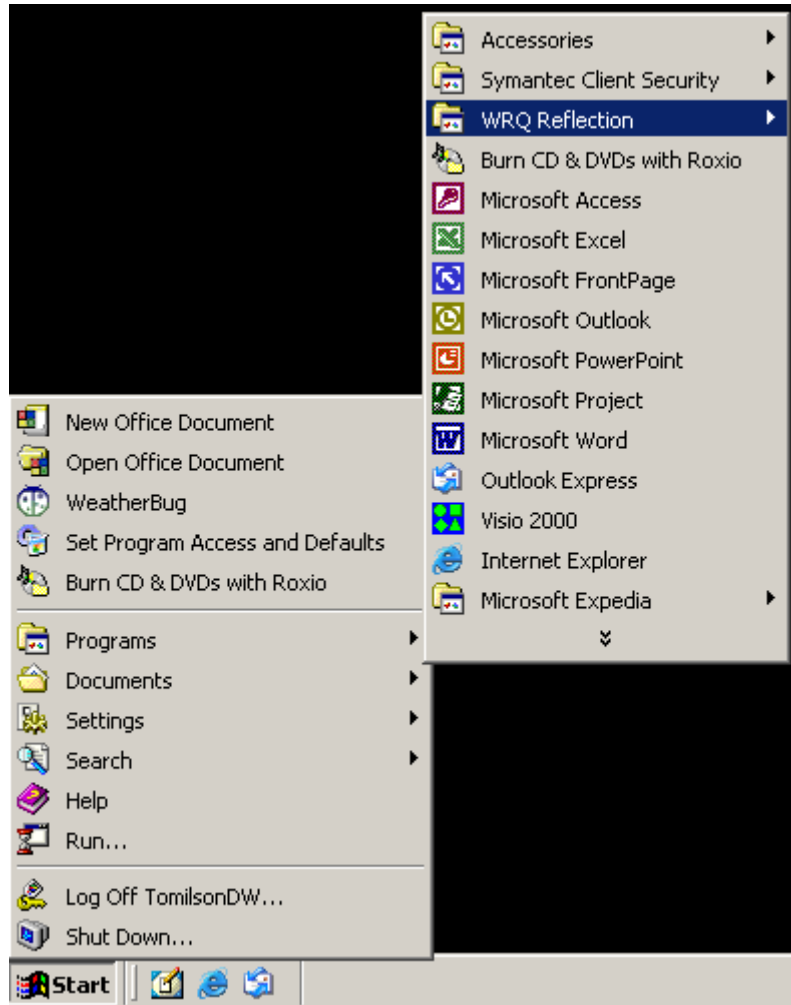 Accessories
Symantec Client Security
WRQ Reflection
Burn CD & DVDs with Roxio
Microsoft Access
Microsoft Excel
Microsoft FrontPage
Microsoft Outlook
Microsoft PowerPoint
Microsoft Project
Microsoft Word
Outlook Express
Visio 2000
Internet Explorer
Microsoft Expedia
New Office Document
Open Office Document
WeatherBug
Set Program Access and Defaults
Burn CD & DVDs with Roxio
Programs
Documents
Settings
Search
Help
Run...
Log Off TomilsonDW...
Shut Down...
Start